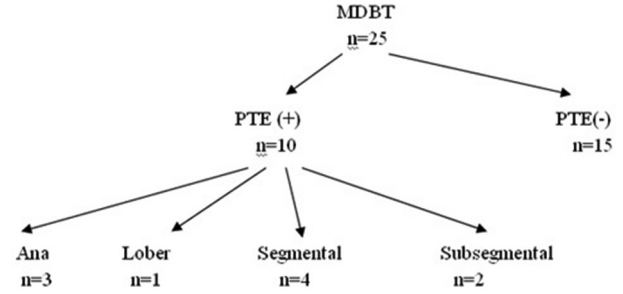 MDBT
n=25
PTE (+) PTE(-)
n=10 n=15
Ana Lober Segmental Subsegmental
n=3 n=1 n=4 n=2